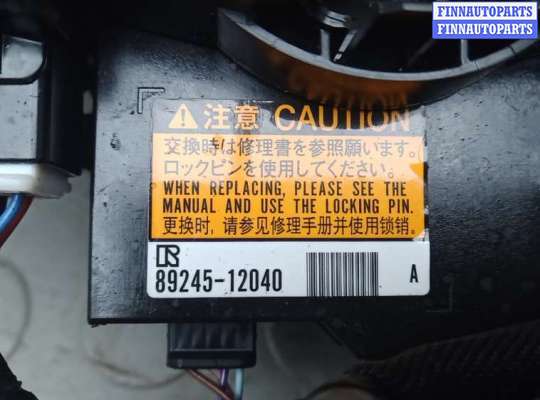 FINNAUTOPARTS
FINNAUTOPARTS
注意 CAUTION
交換時は修理書を参照願います。
ロックピンを使用してください。
WHEN REPLACING, PLEASE SEE THE
MANUAL AND USE THE LOCKING PIN.
更换时, 请参见修理手册并使用锁销。
89245-12040
A